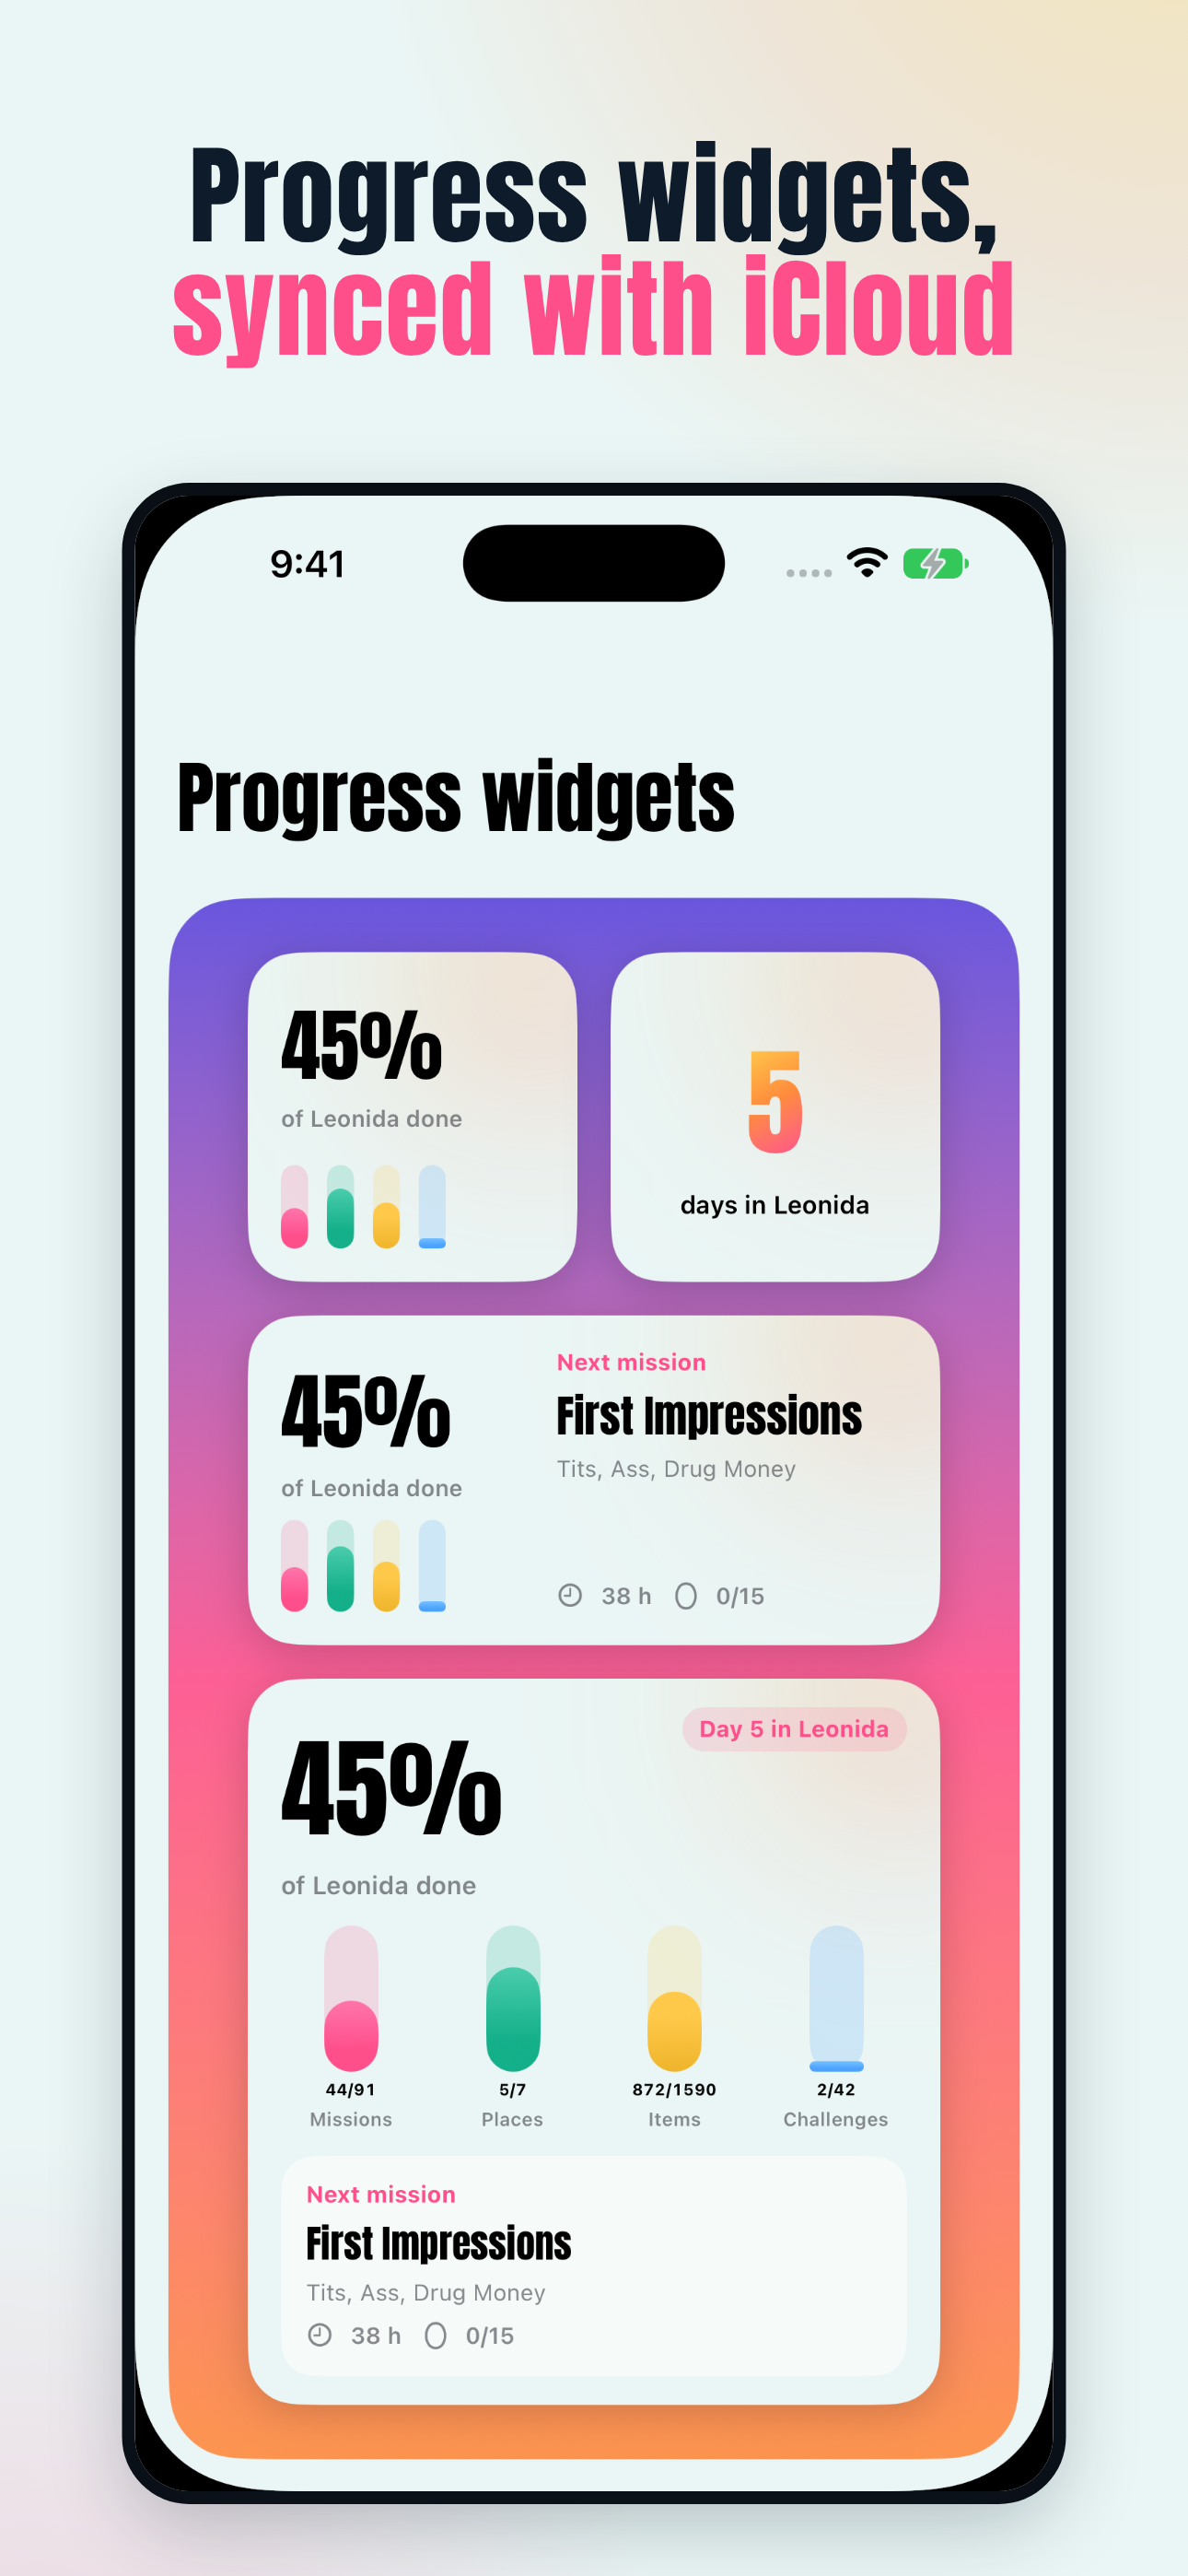 Progress widgets,
synced with iCloud
9:41
Progress widgets
45%
of Leonida done
5
days in Leonida
45%
of Leonida done
Next mission
First Impressions
Tits, Ass, Drug Money
38 h 0/15
Day 5 in Leonida
45%
of Leonida done
44/91 5/7 872/1590 2/42
Missions Places Items Challenges
Next mission
First Impressions
Tits, Ass, Drug Money
38 h 0/15